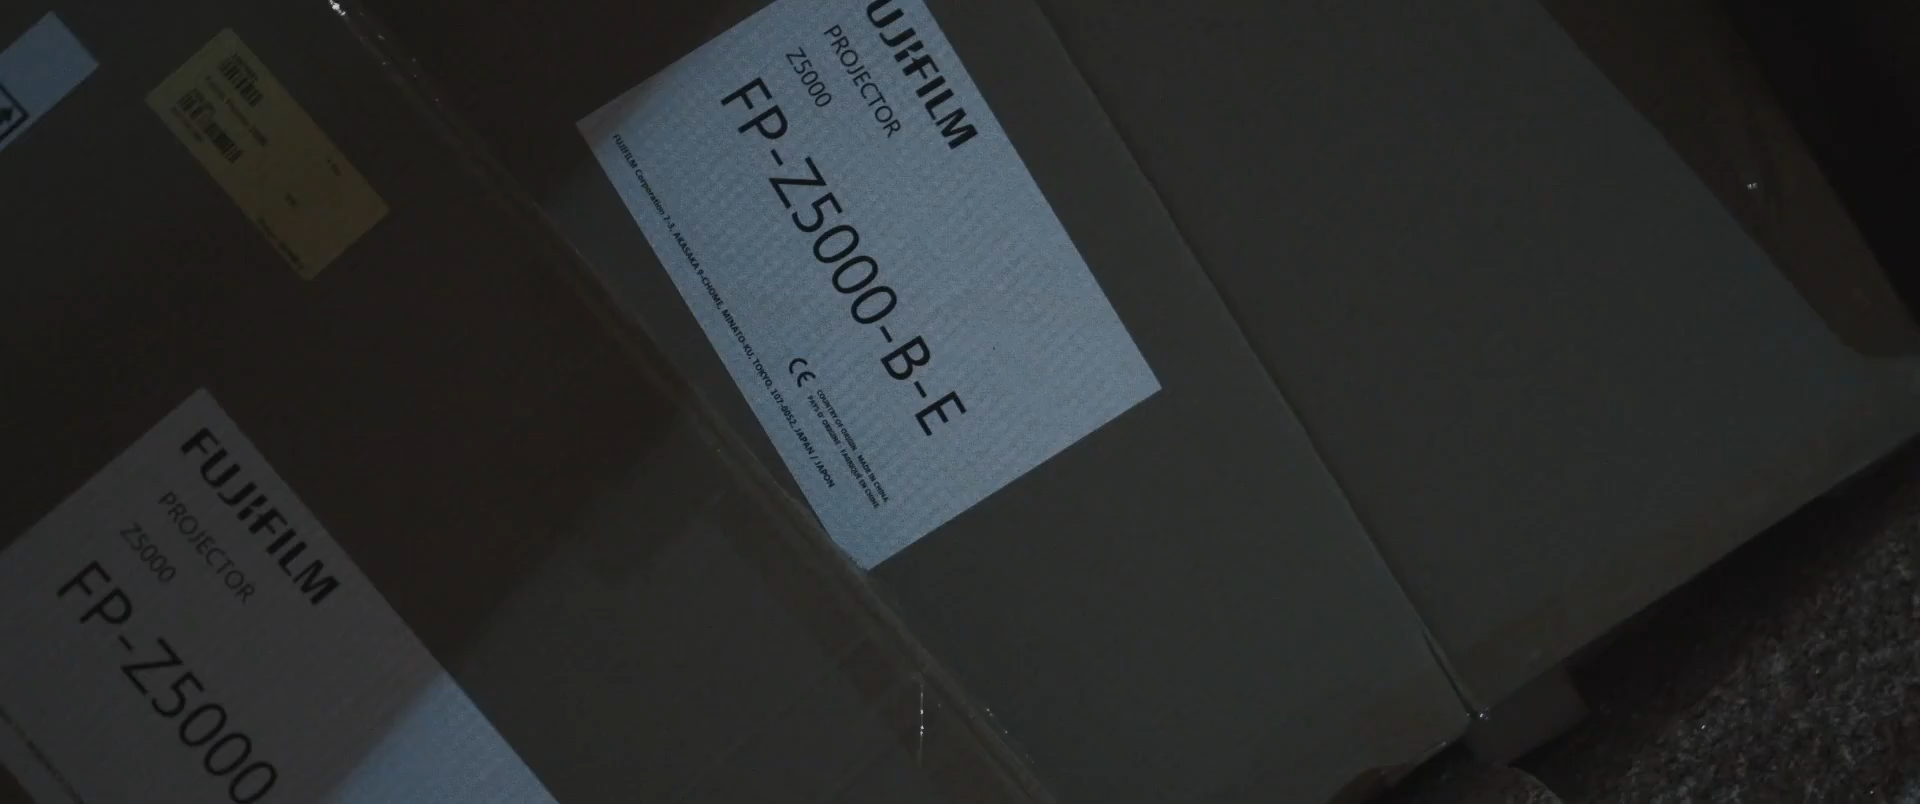 FUJIFILM
PROJECTOR
Z5000
FP-Z5000-B-E
CE
COUNTRY OF ORIGIN : MADE IN CHINA
PAYS D' ORIGINE : FABRIQUE EN CHINE
FUJIFILM Corporation 7-3, AKASAKA 9-CHOME, MINATO-KU, TOKYO, 107-0052, JAPAN / JAPON
FUJIFILM
PROJECTOR
Z5000
FP-Z5000